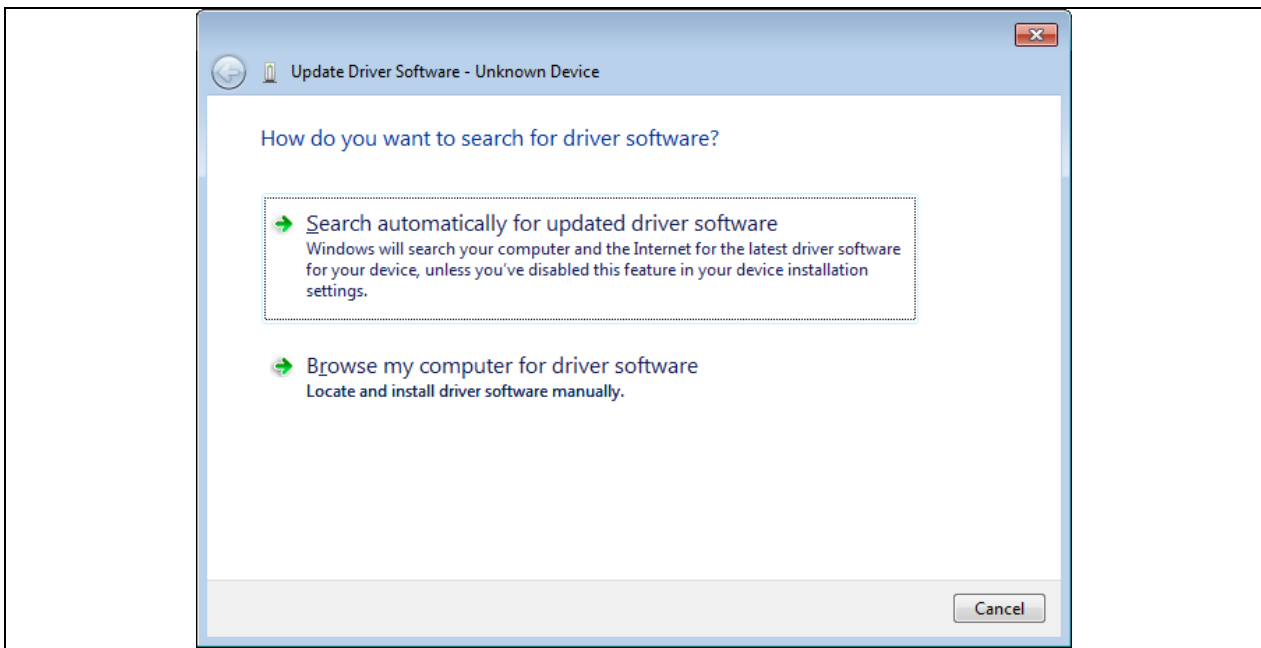 Update Driver Software - Unknown Device
How do you want to search for driver software?
Search automatically for updated driver software
Windows will search your computer and the Internet for the latest driver software
for your device, unless you've disabled this feature in your device installation
settings.
Browse my computer for driver software
Locate and install driver software manually.
Cancel